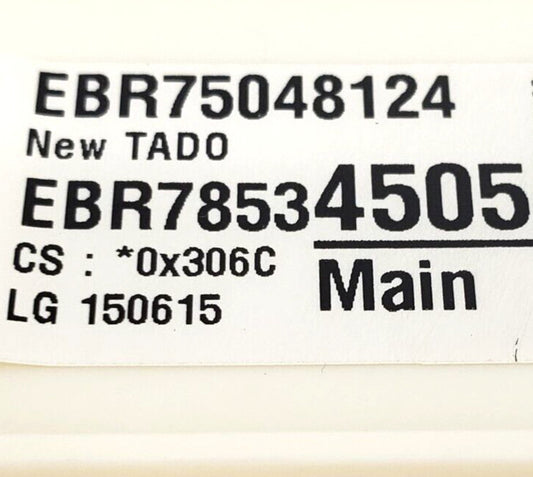 EBR75048124
New TADO
EBR78534505
CS : *0x306C
Main
LG 150615